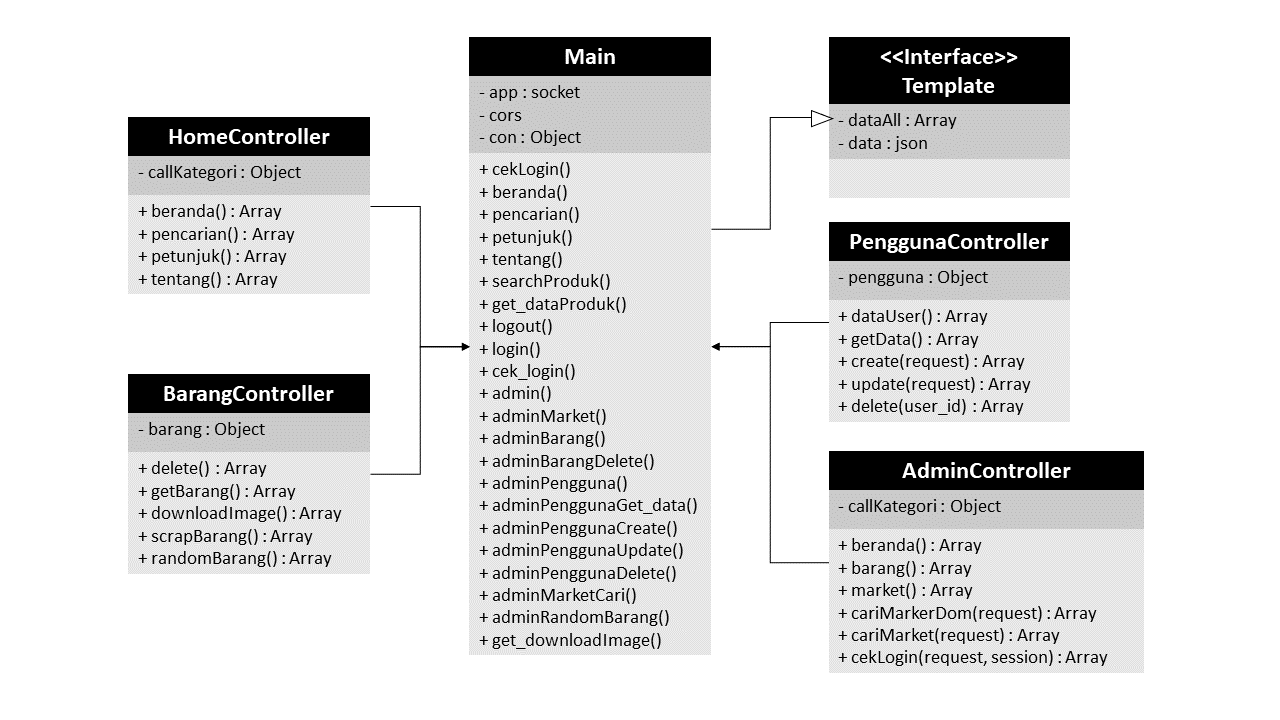 HomeController
- callKategori : Object
+ beranda() : Array
+ pencarian() : Array
+ petunjuk() : Array
+ tentang() : Array
BarangController
- barang : Object
+ delete() : Array
+ getBarang() : Array
+ downloadImage() : Array
+ scrapBarang() : Array
+ randomBarang() : Array
Main
- app : socket
- cors
- con : Object
+ cekLogin()
+ beranda()
+ pencarian()
+ petunjuk()
+ tentang()
+ searchProduk()
+ get_dataProduk()
+ logout()
+ login()
+ cek_login()
+ admin()
+ adminMarket()
+ adminBarang()
+ adminBarangDelete()
+ adminPengguna()
+ adminPenggunaGet_data()
+ adminPenggunaCreate()
+ adminPenggunaUpdate()
+ adminPenggunaDelete()
+ adminMarketCari()
+ adminRandomBarang()
+ get_downloadImage()
<<Interface>>
Template
- dataAll : Array
- data : json
PenggunaController
- pengguna : Object
+ dataUser() : Array
+ getData() : Array
+ create(request) : Array
+ update(request) : Array
+ delete(user_id) : Array
AdminController
- callKategori : Object
+ beranda() : Array
+ barang() : Array
+ market() : Array
+ cariMarkerDom(request) : Array
+ cariMarket(request) : Array
+ cekLogin(request, session) : Array